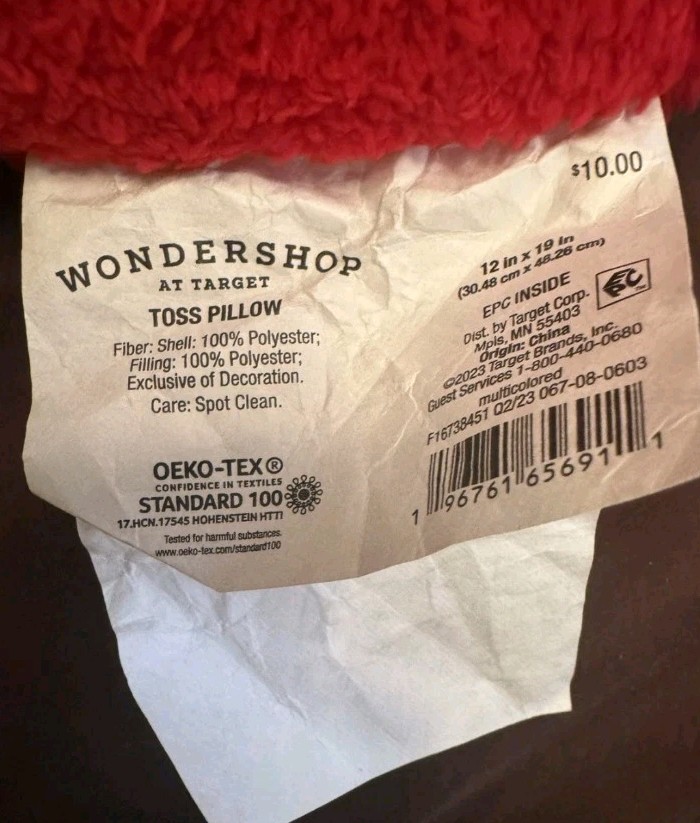 $10.00
WONDERSHOP
AT TARGET
TOSS PILLOW
Fiber: Shell: 100% Polyester;
Filling: 100% Polyester;
Exclusive of Decoration.
Care: Spot Clean.
OEKO-TEX®
CONFIDENCE IN TEXTILES
STANDARD 100
17.HCN.17545 HOHENSTEIN HTTI
Tested for harmful substances.
www.oeko-tex.com/standard100
12 in x 19 in
(30.48 cm x 48.26 cm)
EPC INSIDE
EPC
Dist. by Target Corp.
Mpls, MN 55403
Origin: China
©2023 Target Brands, Inc.
Guest Services 1-800-440-0680
multicolored
F16738451 Q2/23 067-08-0603
1 96761 65691 1